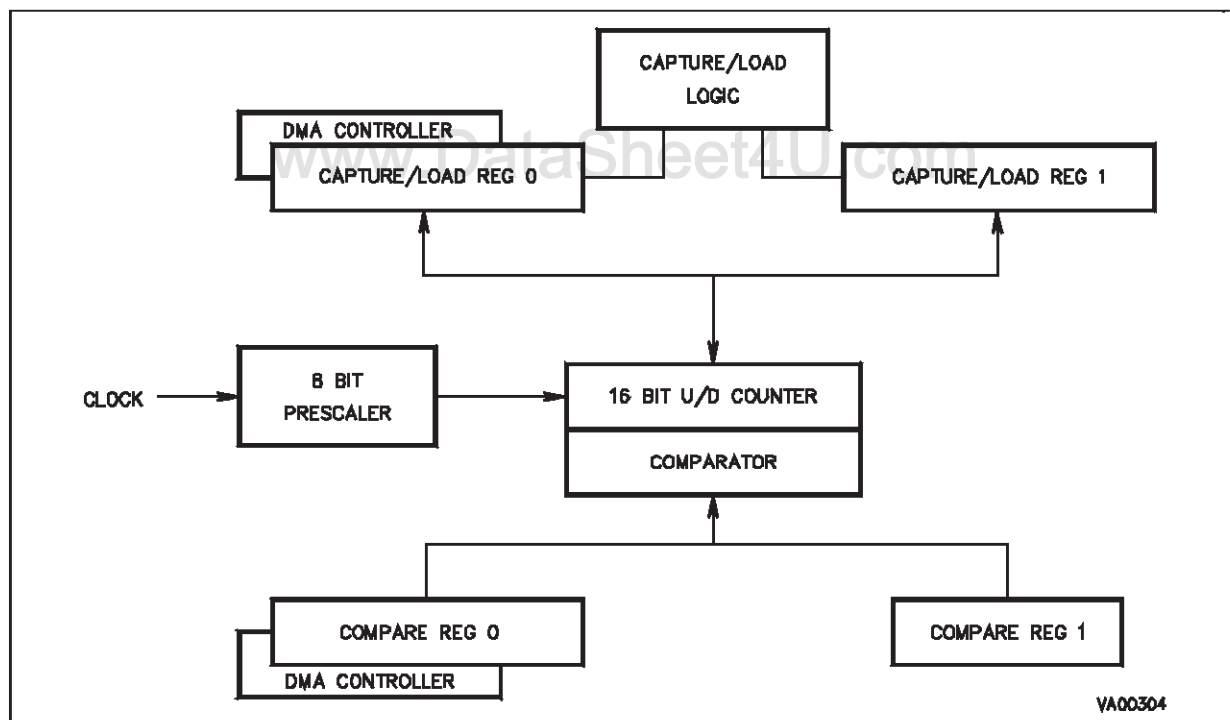 CAPTURE/LOAD
LOGIC
DMA CONTROLLER
www.DataSheet4U.com
CAPTURE/LOAD REG 0
CAPTURE/LOAD REG 1
CLOCK
8 BIT
PRESCALER
16 BIT U/D COUNTER
COMPARATOR
COMPARE REG 0
COMPARE REG 1
DMA CONTROLLER
VA00304